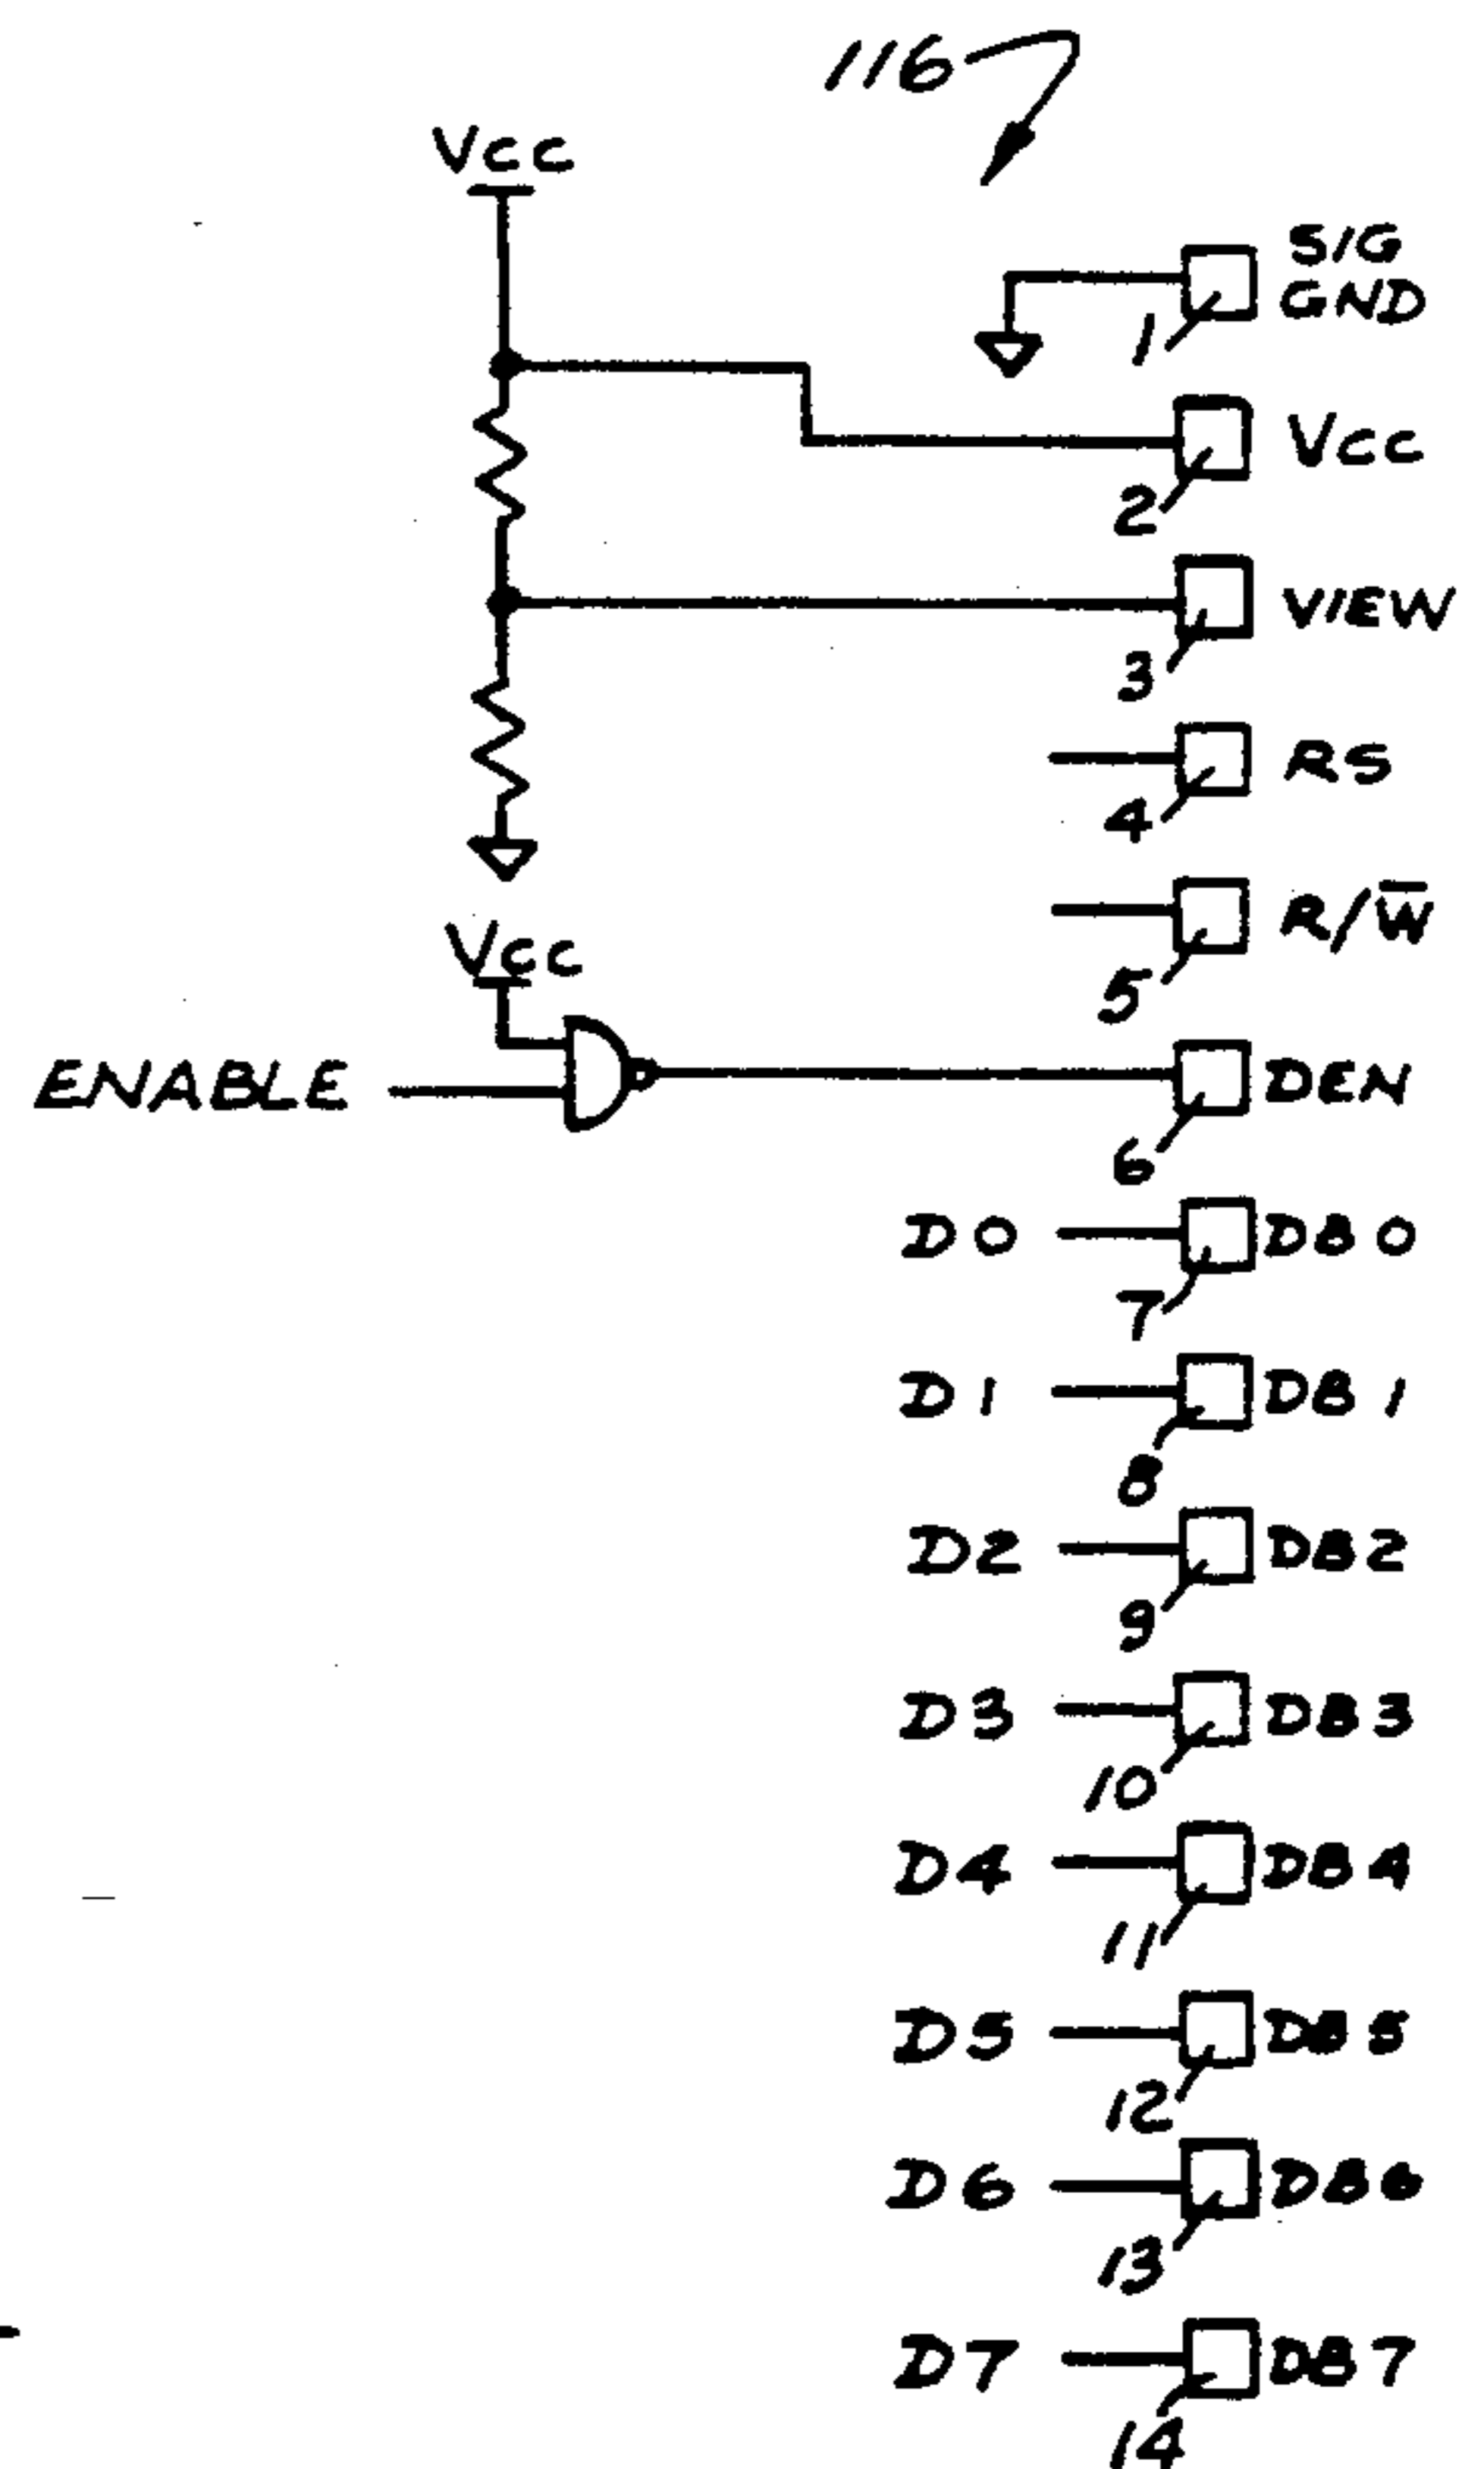 116
Vcc
SIG
GND
1
Vcc
2
VIEW
3
RS
4
R/W̅
5
Vcc
ENABLE
DEN
6
D0 DB0
7
D1 DB1
8
D2 DB2
9
D3 DB3
10
D4 DB4
11
D5 DB5
12
D6 DB6
13
D7 DB7
14